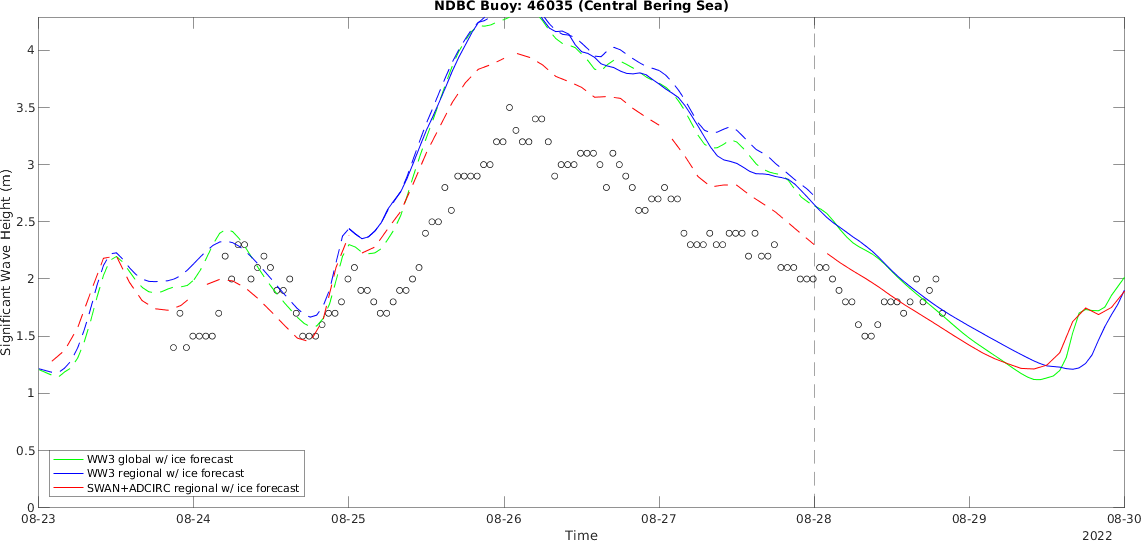 NDBC Buoy: 46035 (Central Bering Sea)
Significant Wave Height (m)
4
3.5
3
2.5
2
1.5
1
0.5
0
WW3 global w/ ice forecast
WW3 regional w/ ice forecast
SWAN+ADCIRC regional w/ ice forecast
08-23 08-24 08-25 08-26 08-27 08-28 08-29 08-30
Time
2022